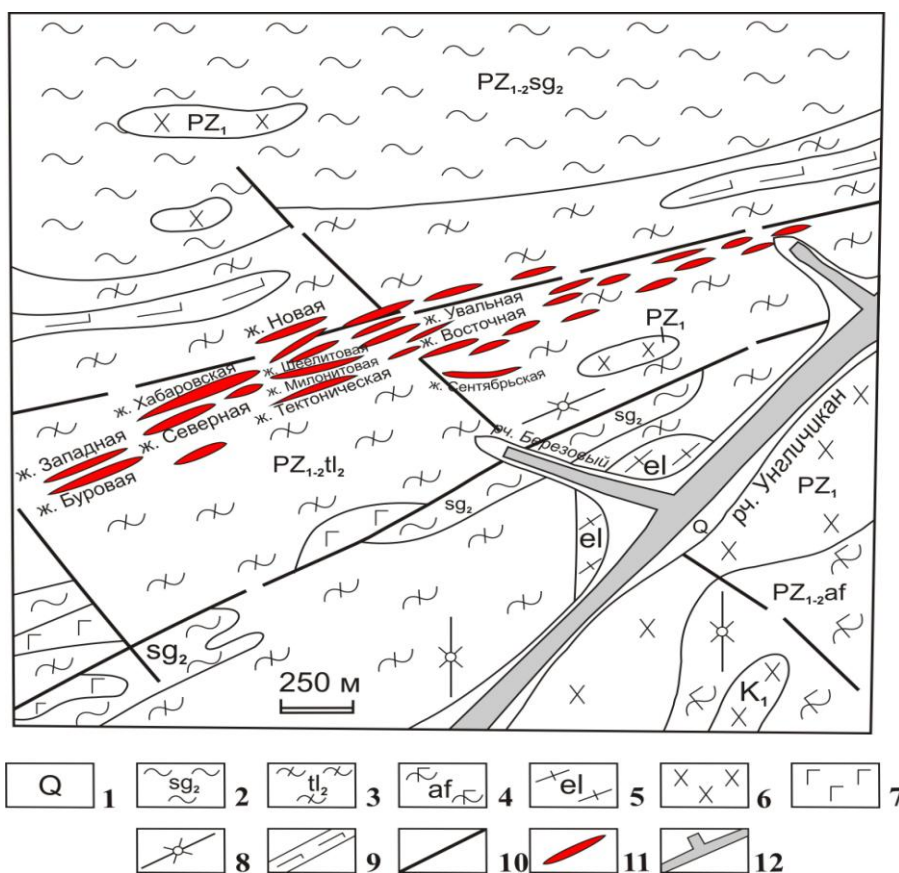 PZ₁₋₂sg₂
PZ₁
ж. Новая
ж. Увальная
ж. Восточная
PZ₁
ж. Шеелитовая
ж. Милонитовая
ж. Хабаровская
ж. Тектоническая
ж. Сентябрьская
ж. Западная
ж. Северная
sg₂
рч. Березовый
PZ₁₋₂tl₂
el
рч. Унгличикан
PZ₁
ж. Буровая
sg₂
Q
el
PZ₁₋₂af
sg₂
250 м
K₁
Q 1
sg₂ 2
tl₂ 3
af 4
el 5
6
7
8
9
10
11
12